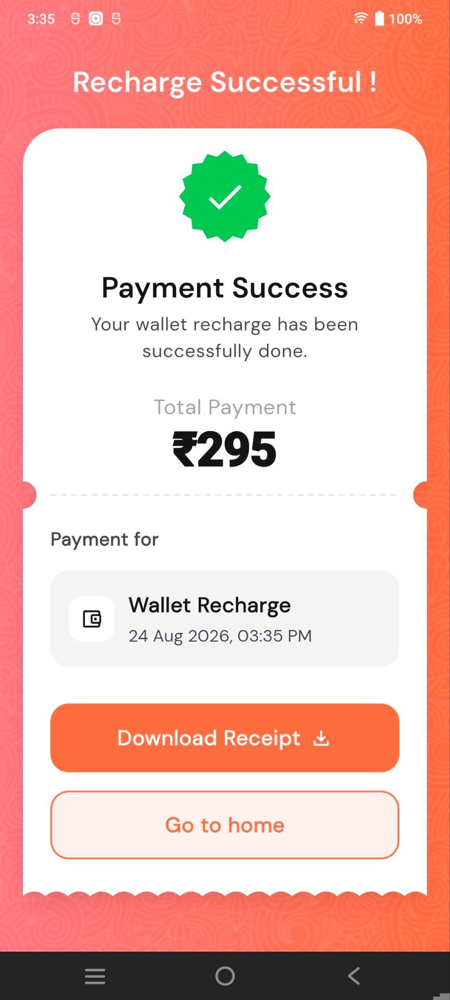 3:35
100%
Recharge Successful !
Payment Success
Your wallet recharge has been
successfully done.
Total Payment
₹295
Payment for
Wallet Recharge
24 Aug 2026, 03:35 PM
Download Receipt
Go to home